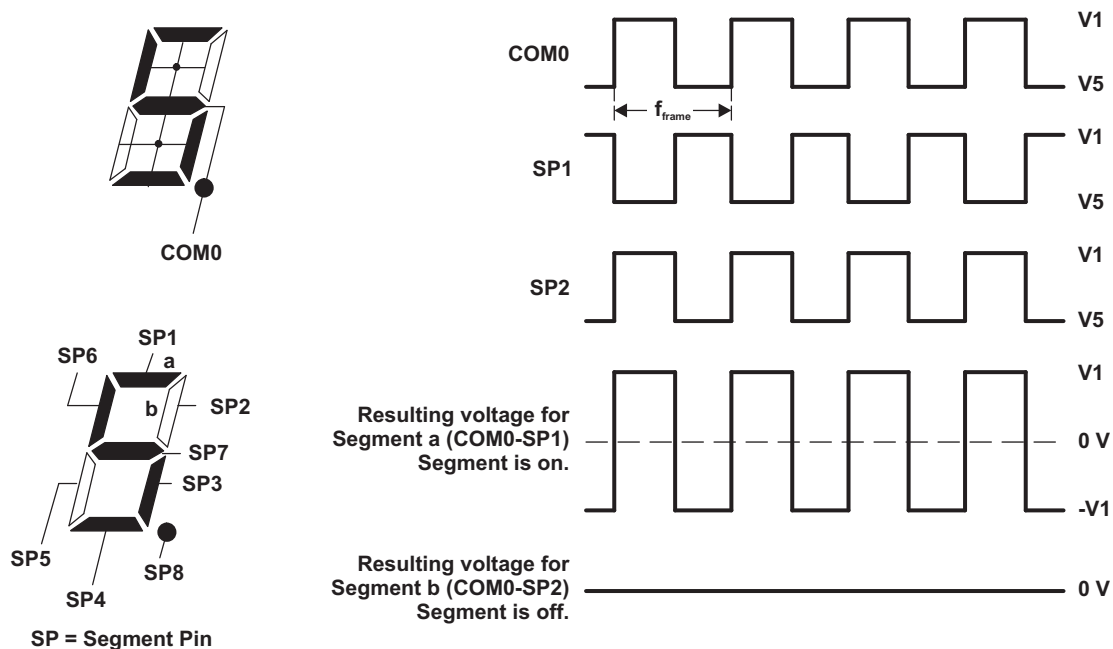 COM0
V1
V5
f frame
SP1
V1
V5
SP2
V1
V5
COM0
SP1
a
SP6
b
SP2
SP7
SP3
SP5
SP4
SP8
SP = Segment Pin
Resulting voltage for
Segment a (COM0-SP1)
Segment is on.
V1
0 V
-V1
Resulting voltage for
Segment b (COM0-SP2)
Segment is off.
0 V